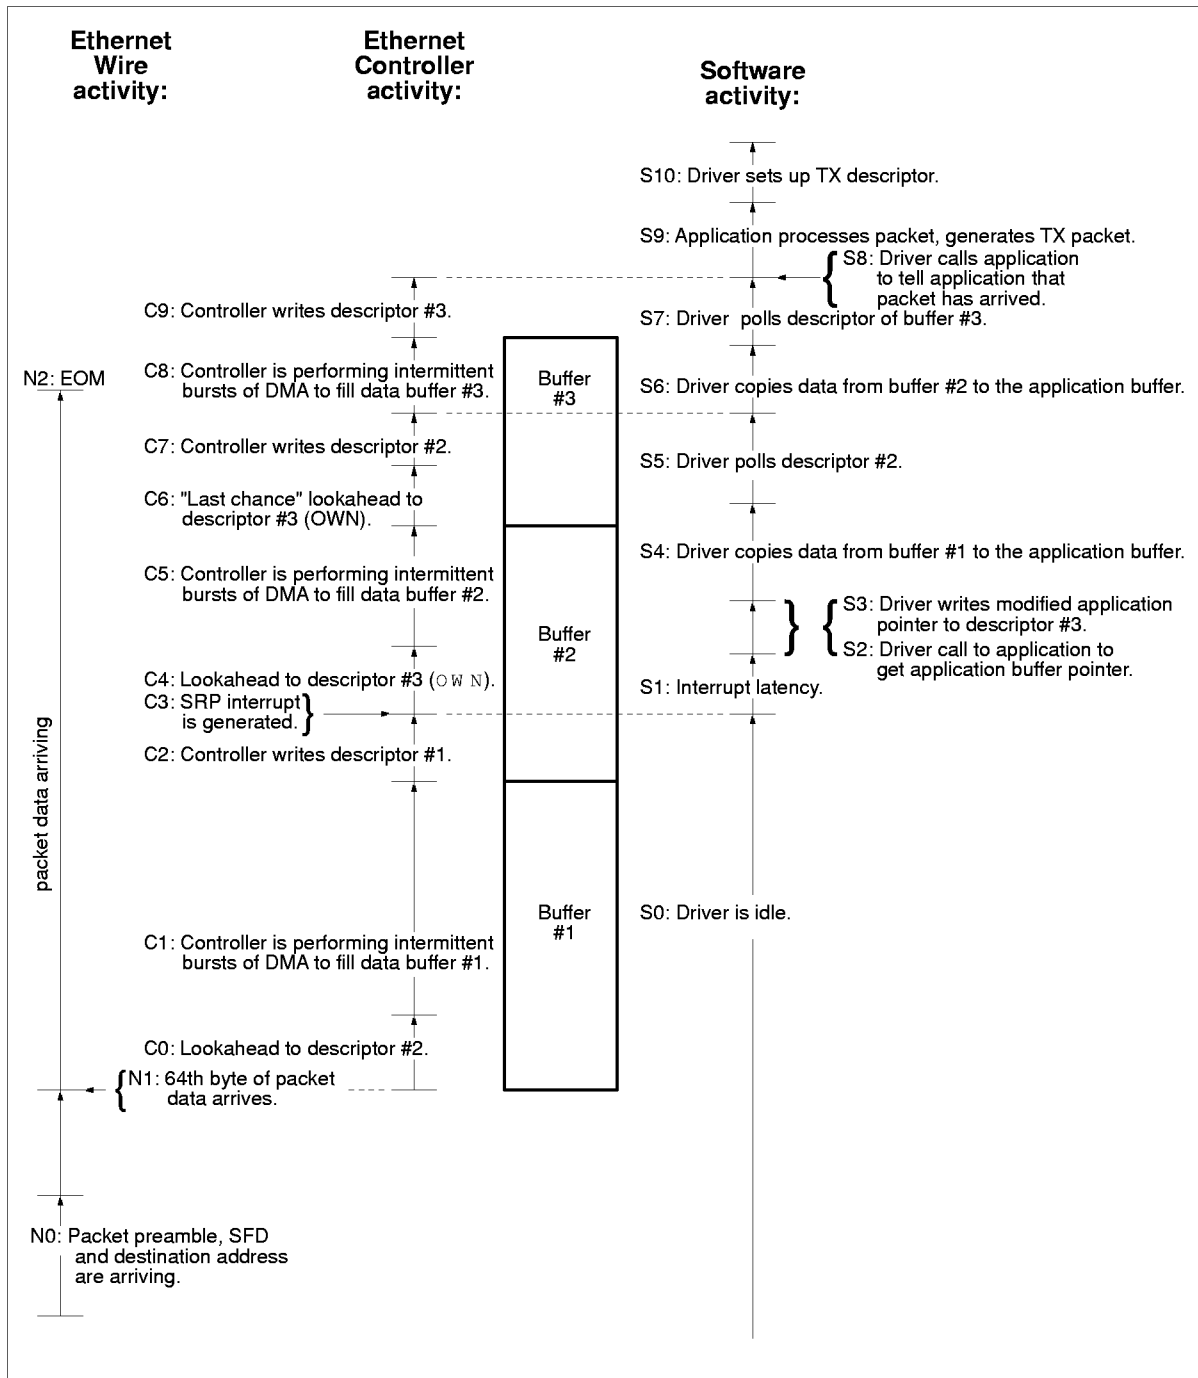 Ethernet
Wire
activity:
Ethernet
Controller
activity:
Software
activity:
S10: Driver sets up TX descriptor.
S9: Application processes packet, generates TX packet.
S8: Driver calls application
to tell application that
packet has arrived.
C9: Controller writes descriptor #3.
S7: Driver polls descriptor of buffer #3.
N2: EOM
C8: Controller is performing intermittent
bursts of DMA to fill data buffer #3.
Buffer
#3
S6: Driver copies data from buffer #2 to the application buffer.
C7: Controller writes descriptor #2.
S5: Driver polls descriptor #2.
C6: "Last chance" lookahead to
descriptor #3 (OWN).
S4: Driver copies data from buffer #1 to the application buffer.
C5: Controller is performing intermittent
bursts of DMA to fill data buffer #2.
S3: Driver writes modified application
pointer to descriptor #3.
Buffer
#2
S2: Driver call to application to
get application buffer pointer.
C4: Lookahead to descriptor #3 (OWN).
S1: Interrupt latency.
C3: SRP interrupt
is generated.
C2: Controller writes descriptor #1.
packet data arriving
Buffer
#1
S0: Driver is idle.
C1: Controller is performing intermittent
bursts of DMA to fill data buffer #1.
C0: Lookahead to descriptor #2.
N1: 64th byte of packet
data arrives.
N0: Packet preamble, SFD
and destination address
are arriving.